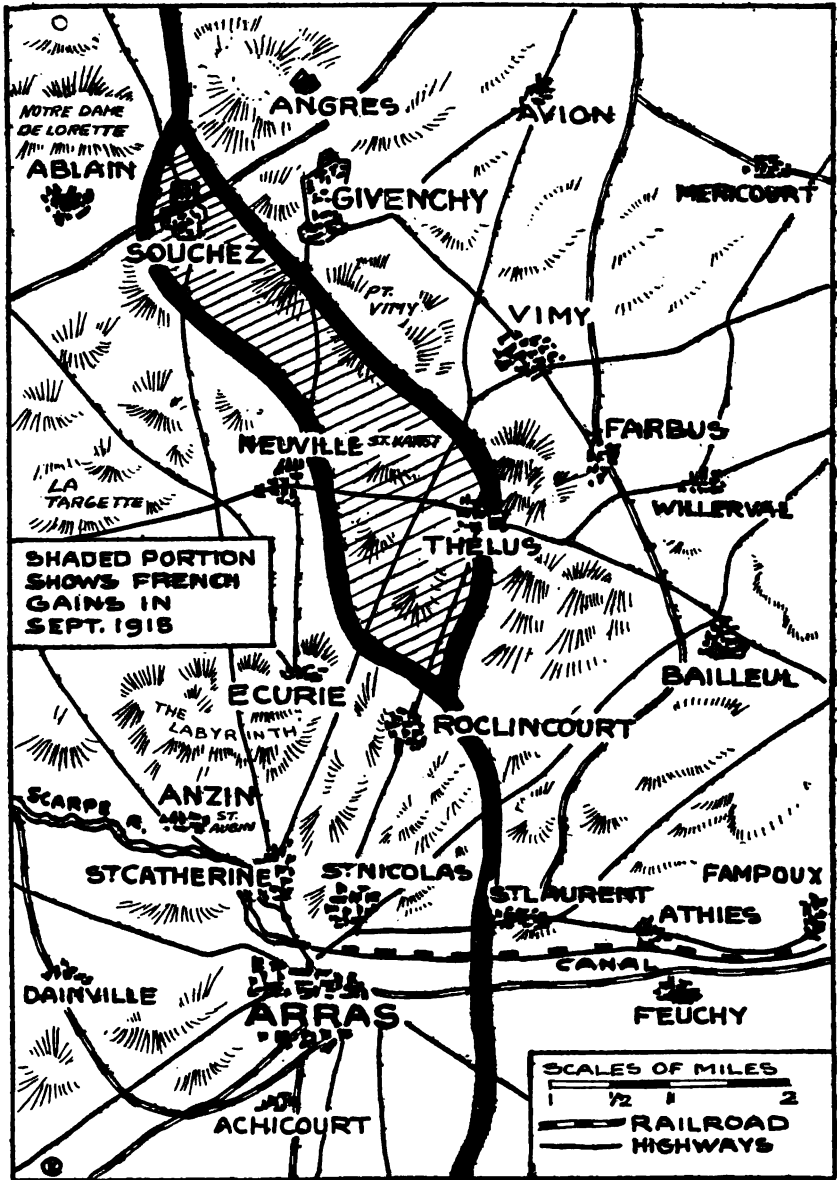 NOTRE DAME
DE LORETTE
ANGRES
AVION
ABLAIN
GIVENCHY
MERICOURT
SOUCHEZ
PT.
VIMY
VIMY
NEUVILLE
FARBUS
LA
TARGETTE
WILLERVAL
THELUS
SHADED PORTION
SHOWS FRENCH
GAINS IN
SEPT. 1915
ECURIE
BAILLEUL
THE
LABYRINTH
ROCLINCOURT
SCARPE R.
ANZIN
ST.
AUBIN
ST CATHERINE
ST NICOLAS
ST LAURENT
FAMPOUX
ATHIES
CANAL
DAINVILLE
ARRAS
FEUCHY
ACHICOURT
SCALES OF MILES
1 1/2 2
RAILROAD
HIGHWAYS